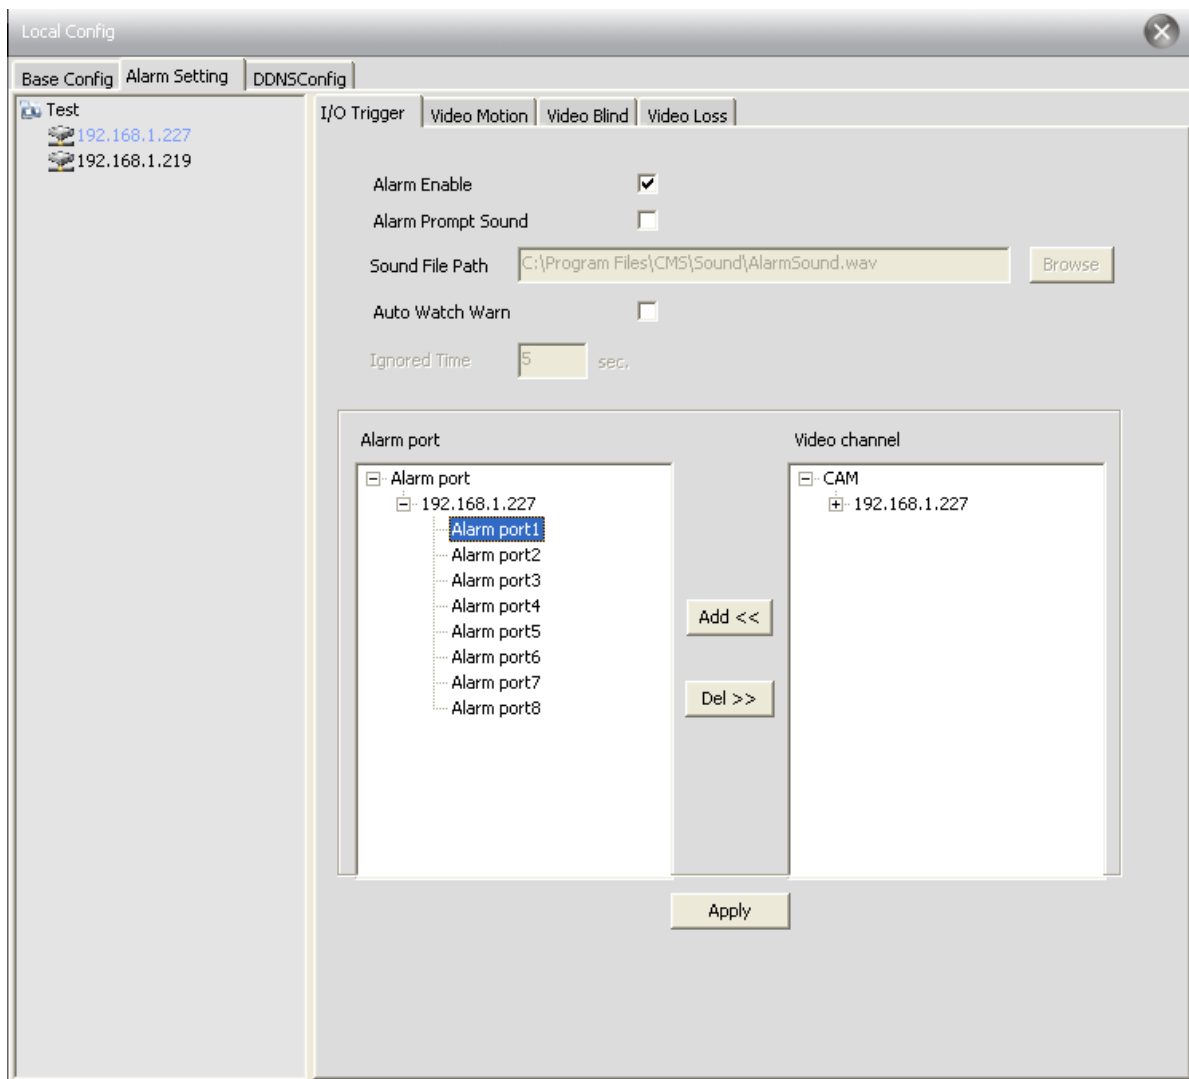 Local Config
Base Config Alarm Setting DDNSConfig
Test
192.168.1.227
192.168.1.219
I/O Trigger Video Motion Video Blind Video Loss
Alarm Enable
Alarm Prompt Sound
Sound File Path C:\Program Files\CMS\Sound\AlarmSound.wav Browse
Auto Watch Warn
Ignored Time 5 sec.
Alarm port
Alarm port
192.168.1.227
Alarm port1
Alarm port2
Alarm port3
Alarm port4
Alarm port5
Alarm port6
Alarm port7
Alarm port8
Add <<
Del >>
Video channel
CAM
192.168.1.227
Apply